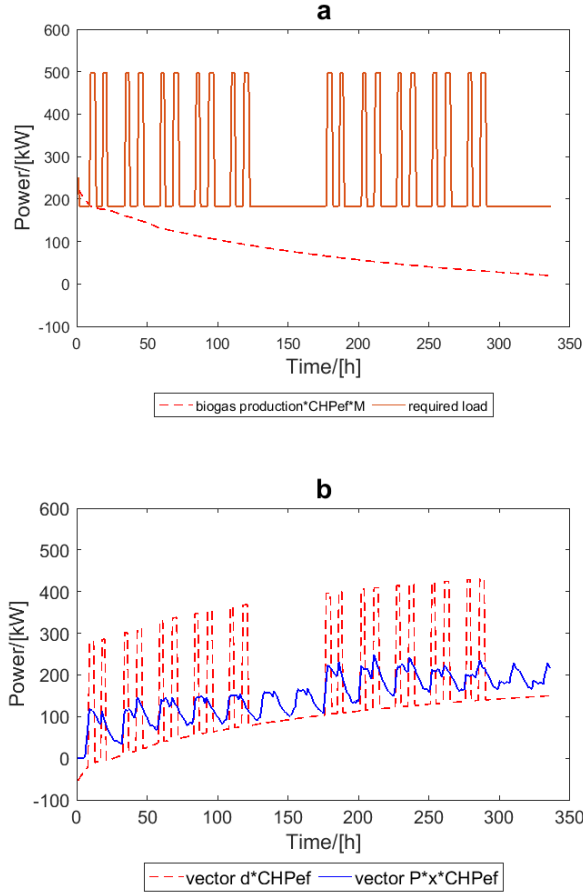 a
600
500
400
300
200
100
0
-100
Power/[kW]
0 50 100 150 200 250 300 350
Time/[h]
biogas production*CHPef*M required load
b
600
500
400
300
200
100
0
-100
Power/[kW]
0 50 100 150 200 250 300 350
Time/[h]
vector d*CHPef vector P*x*CHPef